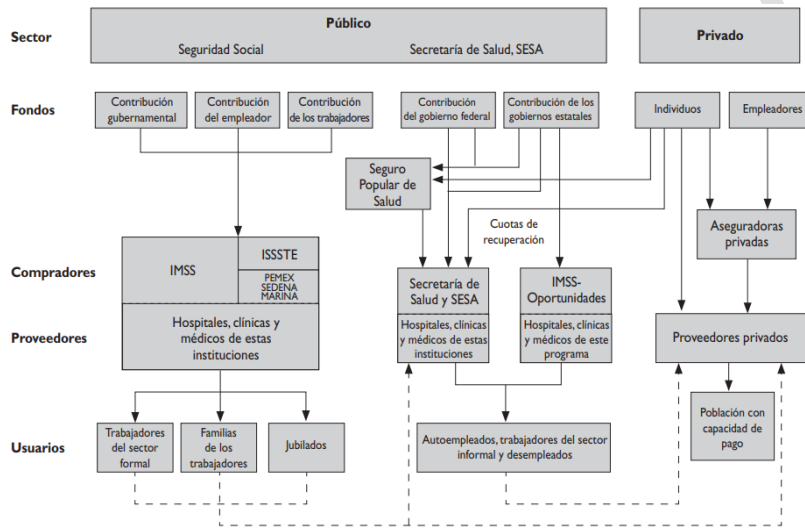 Sector
Público
Seguridad Social
Secretaría de Salud, SESA
Privado
Fondos
Contribución
gubernamental
Contribución
del empleador
Contribución
de los trabajadores
Contribución
del gobierno federal
Contribución de los
gobiernos estatales
Individuos
Empleadores
Seguro
Popular de
Salud
Cuotas de
recuperación
Aseguradoras
privadas
Compradores
IMSS
ISSSTE
PEMEX
SEDENA
MARINA
Secretaría de
Salud y SESA
IMSS-
Oportunidades
Proveedores
Hospitales, clínicas y
médicos de estas
instituciones
Hospitales, clínicas y
médicos de estas
instituciones
Hospitales, clínicas
y médicos de este
programa
Proveedores privados
Usuarios
Trabajadores
del sector
formal
Familias
de los
trabajadores
Jubilados
Autoempleados, trabajadores del sector
informal y desempleados
Población con
capacidad de
pago